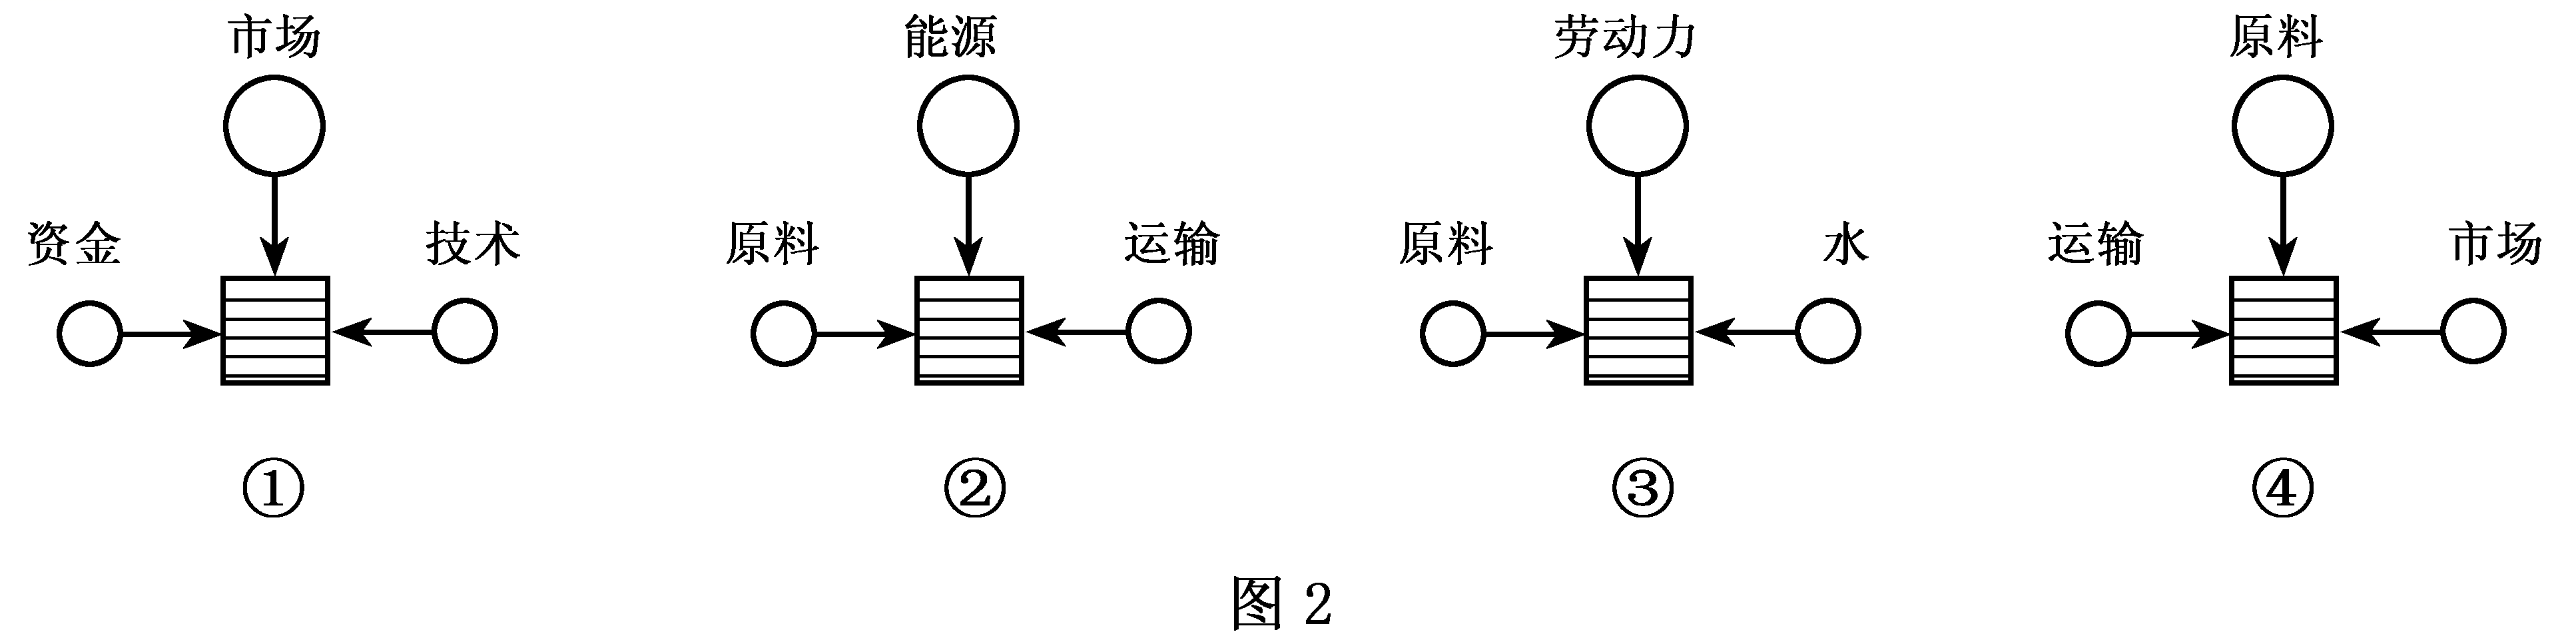 市场 能源 劳动力 原料
资金 技术 原料 运输 原料 水 运输 市场
① ② ③ ④
图 2